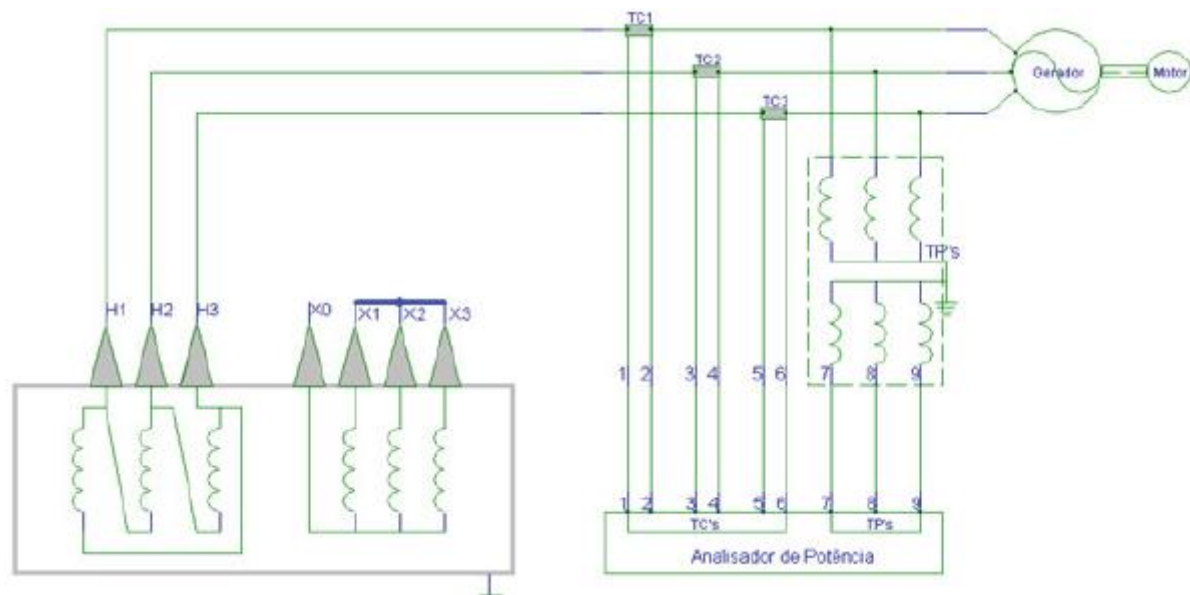 TC1
TC2
Gerador
Motor
TC3
TP's
H1 H2 H3 X0 X1 X2 X3
1 2 3 4 5 6 7 8 9
1 2 3 4 5 6 7 8 9
TC's TP's
Analisador de Potência